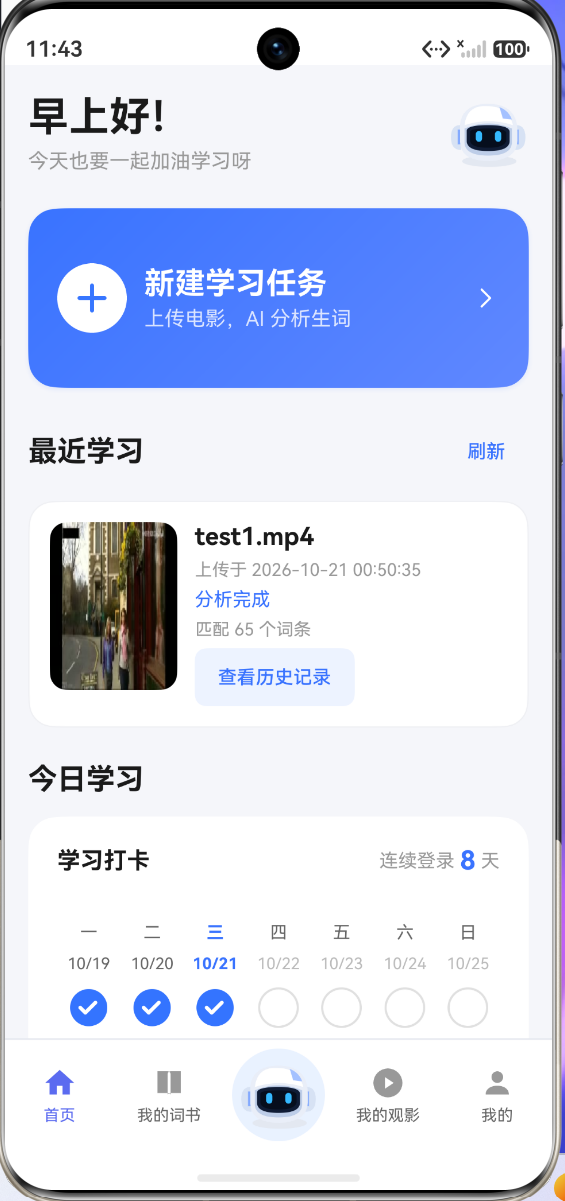 11:43
100
早上好!
今天也要一起加油学习呀
新建学习任务
上传电影，AI 分析生词
最近学习
刷新
test1.mp4
上传于 2026-10-21 00:50:35
分析完成
匹配 65 个词条
查看历史记录
今日学习
学习打卡
连续登录 8 天
一 二 三 四 五 六 日
10/19 10/20 10/21 10/22 10/23 10/24 10/25
首页 我的词书 我的观影 我的